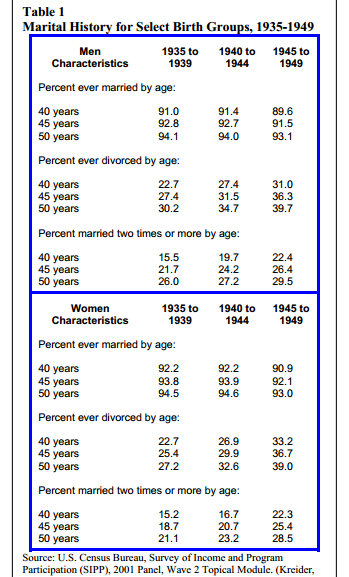 Table 1
Marital History for Select Birth Groups, 1935-1949
Men 1935 to 1940 to 1945 to
Characteristics 1939 1944 1949
Percent ever married by age:
40 years 91.0 91.4 89.6
45 years 92.8 92.7 91.5
50 years 94.1 94.0 93.1
Percent ever divorced by age:
40 years 22.7 27.4 31.0
45 years 27.4 31.5 36.3
50 years 30.2 34.7 39.7
Percent married two times or more by age:
40 years 15.5 19.7 22.4
45 years 21.7 24.2 26.4
50 years 26.0 27.2 29.5
Women 1935 to 1940 to 1945 to
Characteristics 1939 1944 1949
Percent ever married by age:
40 years 92.2 92.2 90.9
45 years 93.8 93.9 92.1
50 years 94.5 94.6 93.0
Percent ever divorced by age:
40 years 22.7 26.9 33.2
45 years 25.4 29.9 36.7
50 years 27.2 32.6 39.0
Percent married two times or more by age:
40 years 15.2 16.7 22.3
45 years 18.7 20.7 25.4
50 years 21.1 23.2 28.5
Source: U.S. Census Bureau, Survey of Income and Program
Participation (SIPP), 2001 Panel, Wave 2 Topical Module. (Kreider,